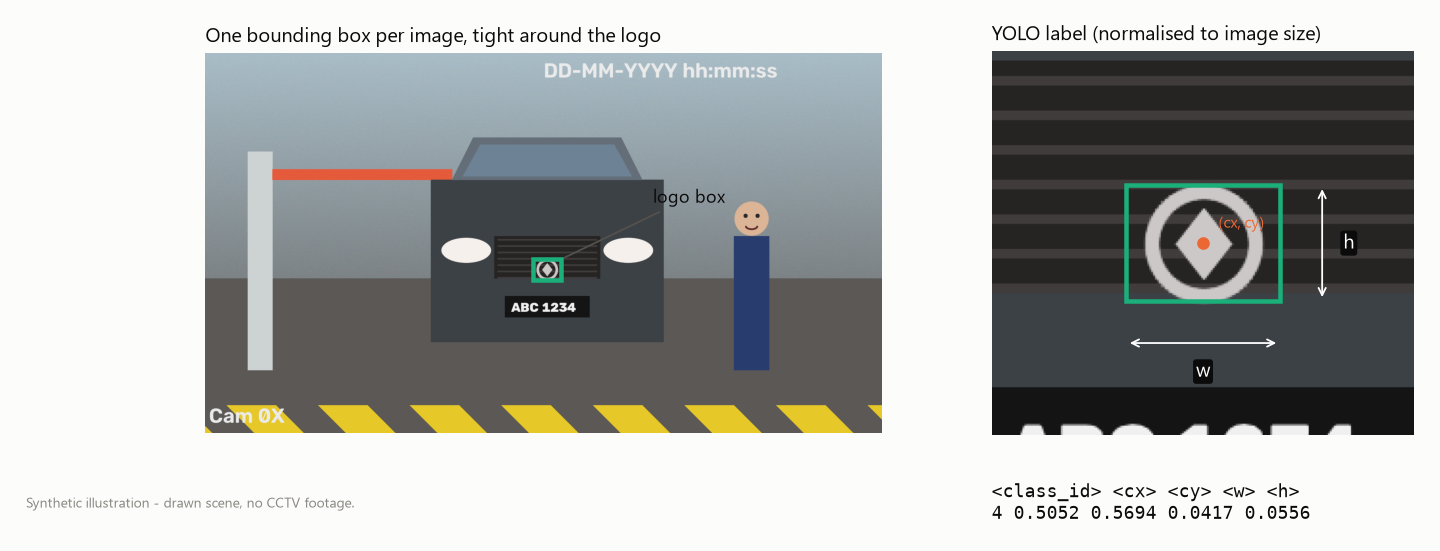 One bounding box per image, tight around the logo
DD-MM-YYYY hh:mm:ss
logo box
ABC 1234
Cam 0X
Synthetic illustration - drawn scene, no CCTV footage.
YOLO label (normalised to image size)
(cx, cy)
h
w
ABC 1234
<class_id> <cx> <cy> <w> <h>
4 0.5052 0.5694 0.0417 0.0556